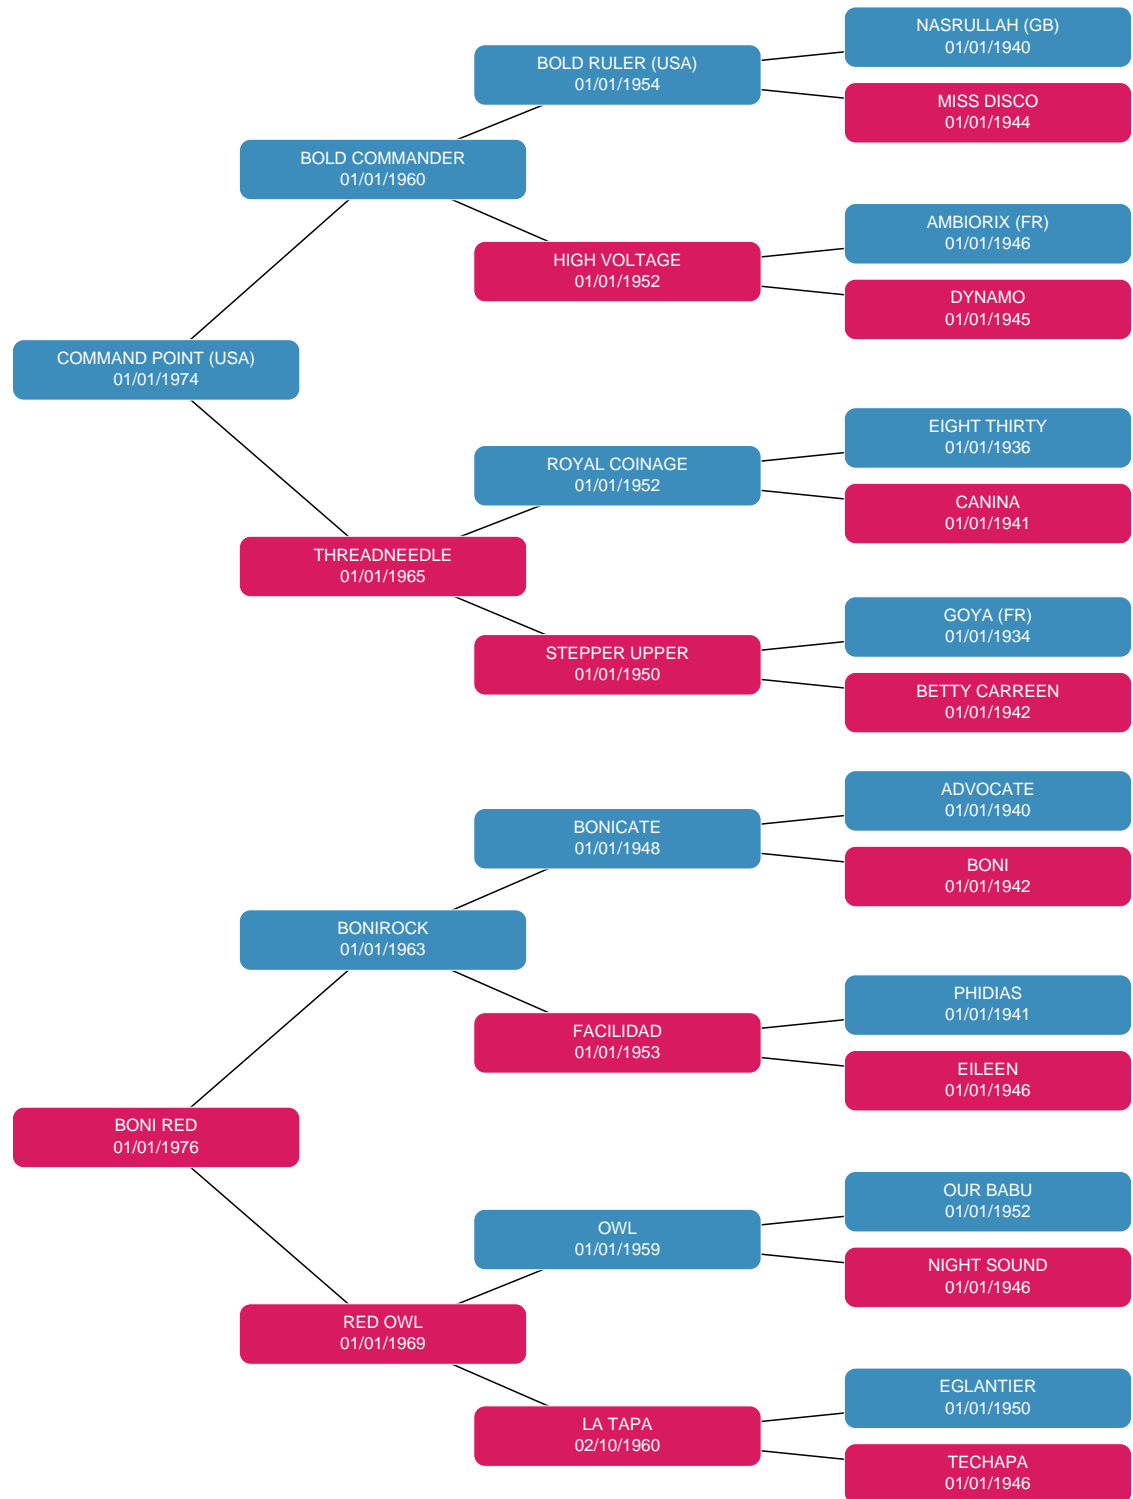 NASRULLAH (GB)
01/01/1940
BOLD RULER (USA)
01/01/1954
MISS DISCO
01/01/1944
BOLD COMMANDER
01/01/1960
AMBIORIX (FR)
01/01/1946
HIGH VOLTAGE
01/01/1952
DYNAMO
01/01/1945
COMMAND POINT (USA)
01/01/1974
EIGHT THIRTY
01/01/1936
ROYAL COINAGE
01/01/1952
CANINA
01/01/1941
THREADNEEDLE
01/01/1965
GOYA (FR)
01/01/1934
STEPPER UPPER
01/01/1950
BETTY CARREEN
01/01/1942
ADVOCATE
01/01/1940
BONICATE
01/01/1948
BONI
01/01/1942
BONIROCK
01/01/1963
PHIDIAS
01/01/1941
FACILIDAD
01/01/1953
EILEEN
01/01/1946
BONI RED
01/01/1976
OUR BABU
01/01/1952
OWL
01/01/1959
NIGHT SOUND
01/01/1946
RED OWL
01/01/1969
EGLANTIER
01/01/1950
LA TAPA
02/10/1960
TECHAPA
01/01/1946